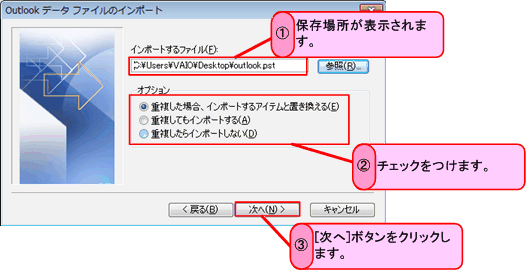 Outlook データ ファイルのインポート
① 保存場所が表示されま
す。
インポートするファイル(F):
C:¥Users¥VAIO¥Desktop¥outlook.pst
参照(R)...
オプション
重複した場合、インポートするアイテムと置き換える(E)
重複してもインポートする(A)
重複したらインポートしない(D)
② チェックをつけます。
< 戻る(B)
次へ(N) >
キャンセル
③ [次へ]ボタンをクリックし
ます。